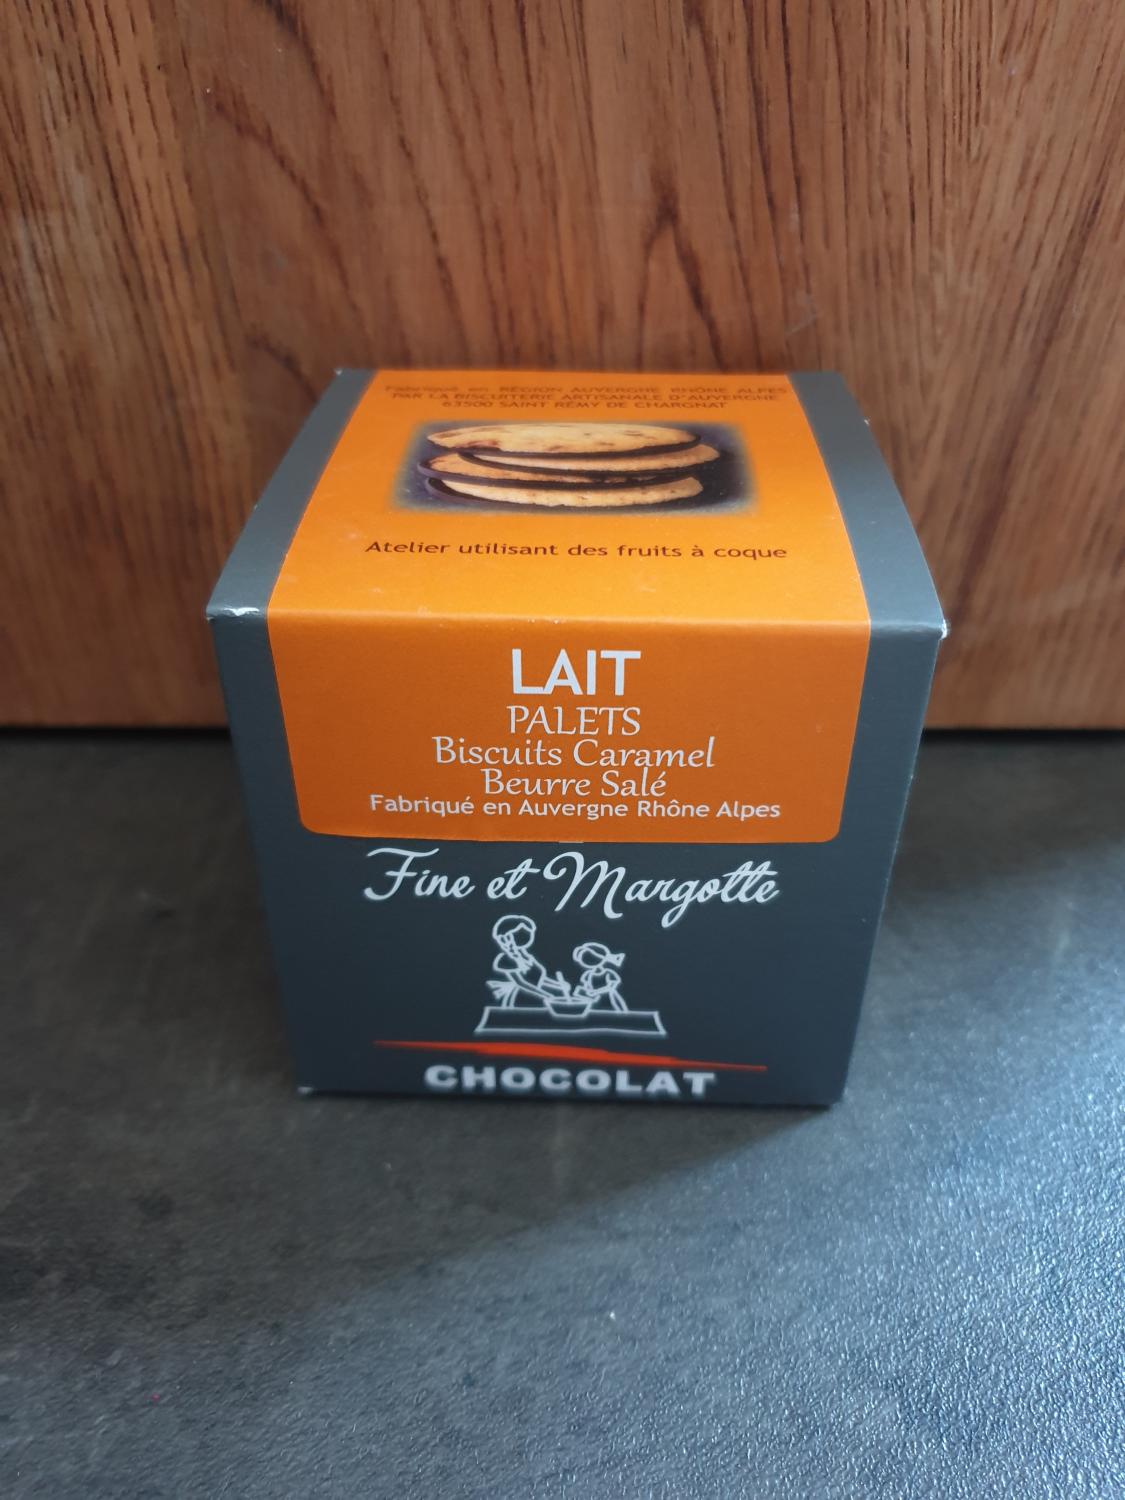 Fabriqué en RÉGION AUVERGNE RHÔNE ALPES
PAR LA BISCUITERIE ARTISANALE D'AUVERGNE
63500 SAINT RÉMY DE CHARGNAT
Atelier utilisant des fruits à coque
LAIT
PALETS
Biscuits Caramel
Beurre Salé
Fabriqué en Auvergne Rhône Alpes
Fine et Margotte
CHOCOLAT